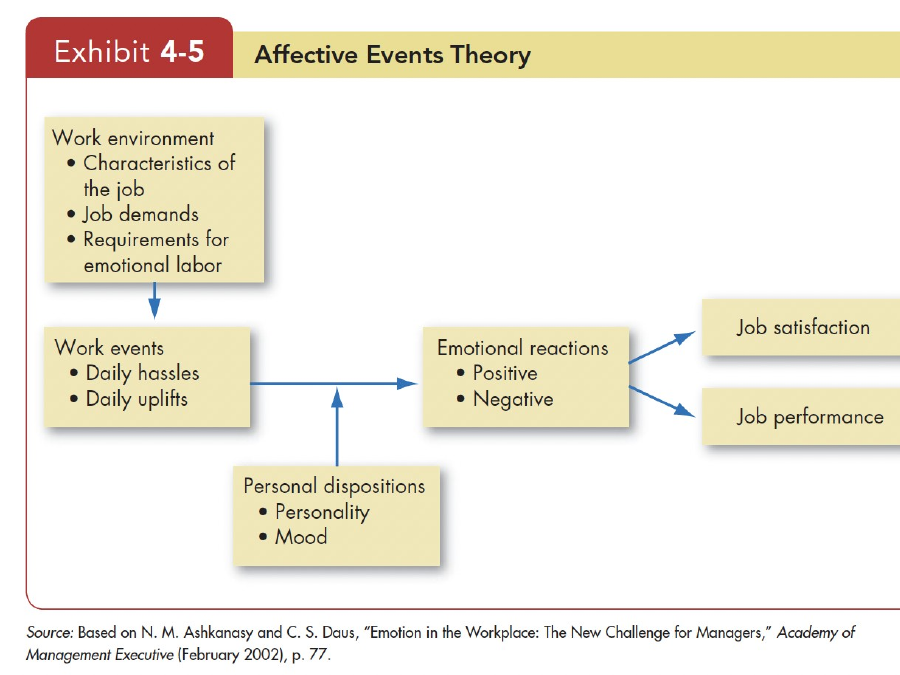 Exhibit 4-5
Affective Events Theory
Work environment
• Characteristics of
the job
• Job demands
• Requirements for
emotional labor
Work events
• Daily hassles
• Daily uplifts
Personal dispositions
• Personality
• Mood
Emotional reactions
• Positive
• Negative
Job satisfaction
Job performance
Source: Based on N. M. Ashkanasy and C. S. Daus, “Emotion in the Workplace: The New Challenge for Managers,” Academy of
Management Executive (February 2002), p. 77.